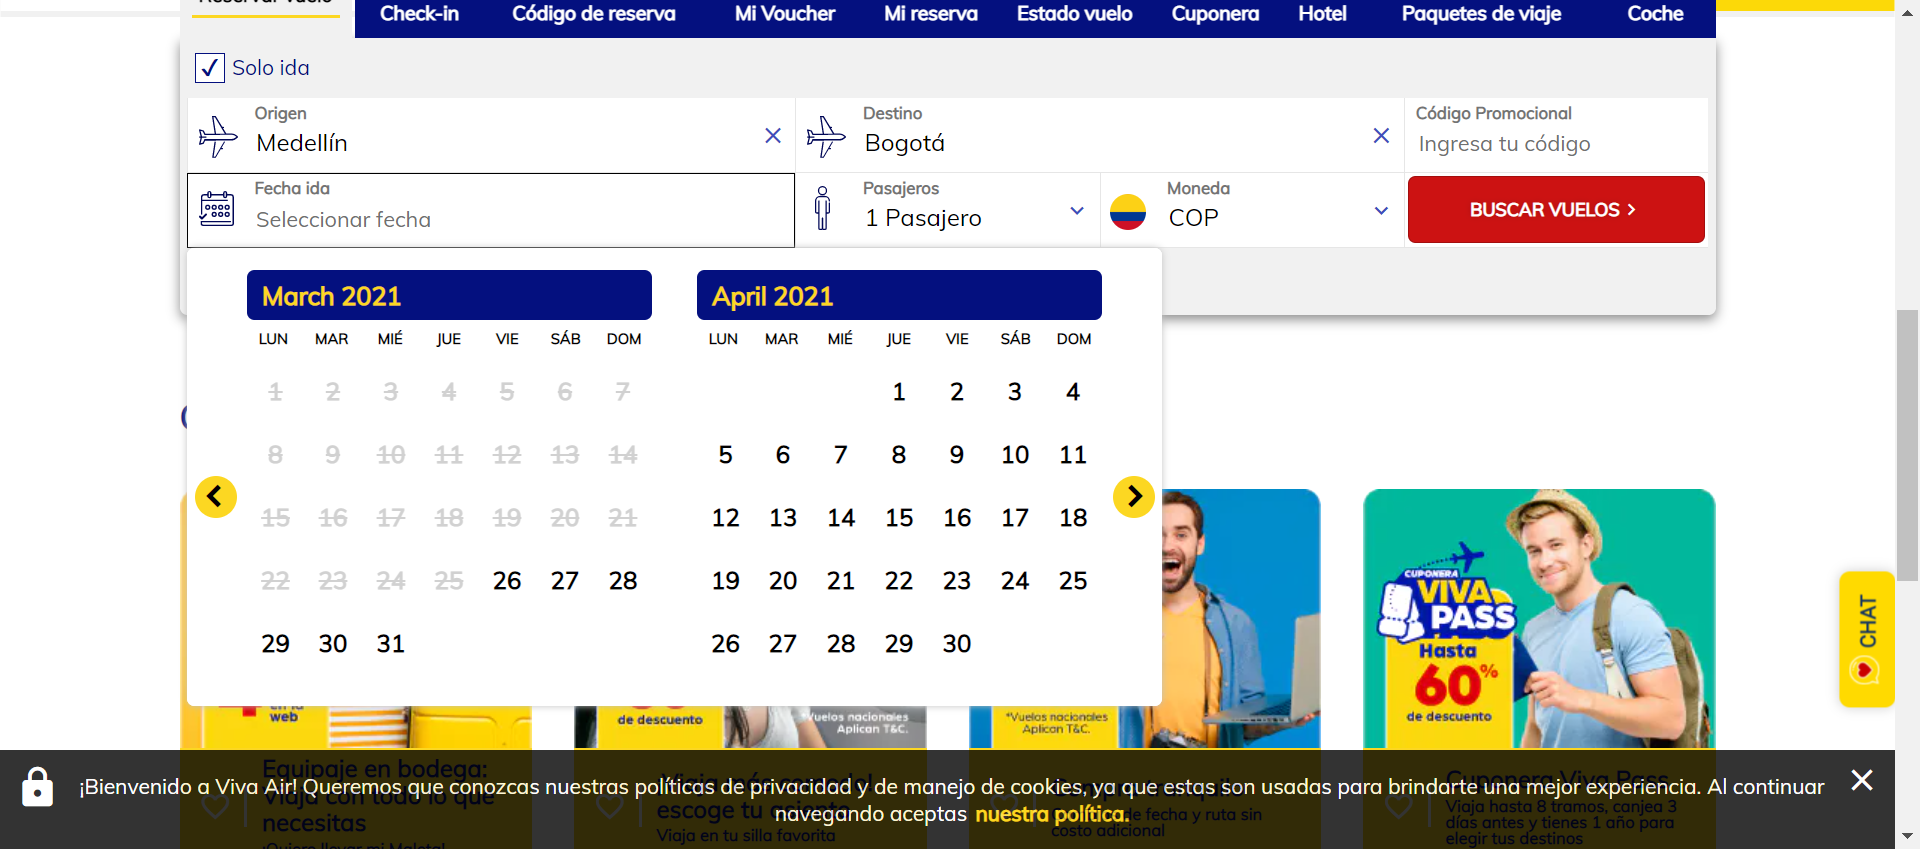 Reservar vuelo
Check-in
Código de reserva
Mi Voucher
Mi reserva
Estado vuelo
Cuponera
Hotel
Paquetes de viaje
Coche
Solo ida
Origen
Medellín
Destino
Bogotá
Código Promocional
Ingresa tu código
Fecha ida
Seleccionar fecha
Pasajeros
1 Pasajero
Moneda
COP
BUSCAR VUELOS
March 2021
LUN MAR MIÉ JUE VIE SÁB DOM
1 2 3 4 5 6 7
8 9 10 11 12 13 14
15 16 17 18 19 20 21
22 23 24 25 26 27 28
29 30 31
April 2021
LUN MAR MIÉ JUE VIE SÁB DOM
1 2 3 4
5 6 7 8 9 10 11
12 13 14 15 16 17 18
19 20 21 22 23 24 25
26 27 28 29 30
en la
web
de descuento
*Vuelos nacionales
Aplican T&C.
*Vuelos nacionales
Aplican T&C.
CUPONERA
VIVA
PASS
Hasta
60%
de descuento
CHAT
Equipaje en bodega:
Viaja con todo lo que
necesitas
escoge tu asiento
Viaja en tu silla favorita
de fecha y ruta sin
costo adicional
Cuponera Viva Pass
Viaja hasta 8 tramos, canjea 3
días antes y tienes 1 año para
elegir tus destinos
¡Bienvenido a Viva Air! Queremos que conozcas nuestras políticas de privacidad y de manejo de cookies, ya que estas son usadas para brindarte una mejor experiencia. Al continuar
navegando aceptas nuestra política.